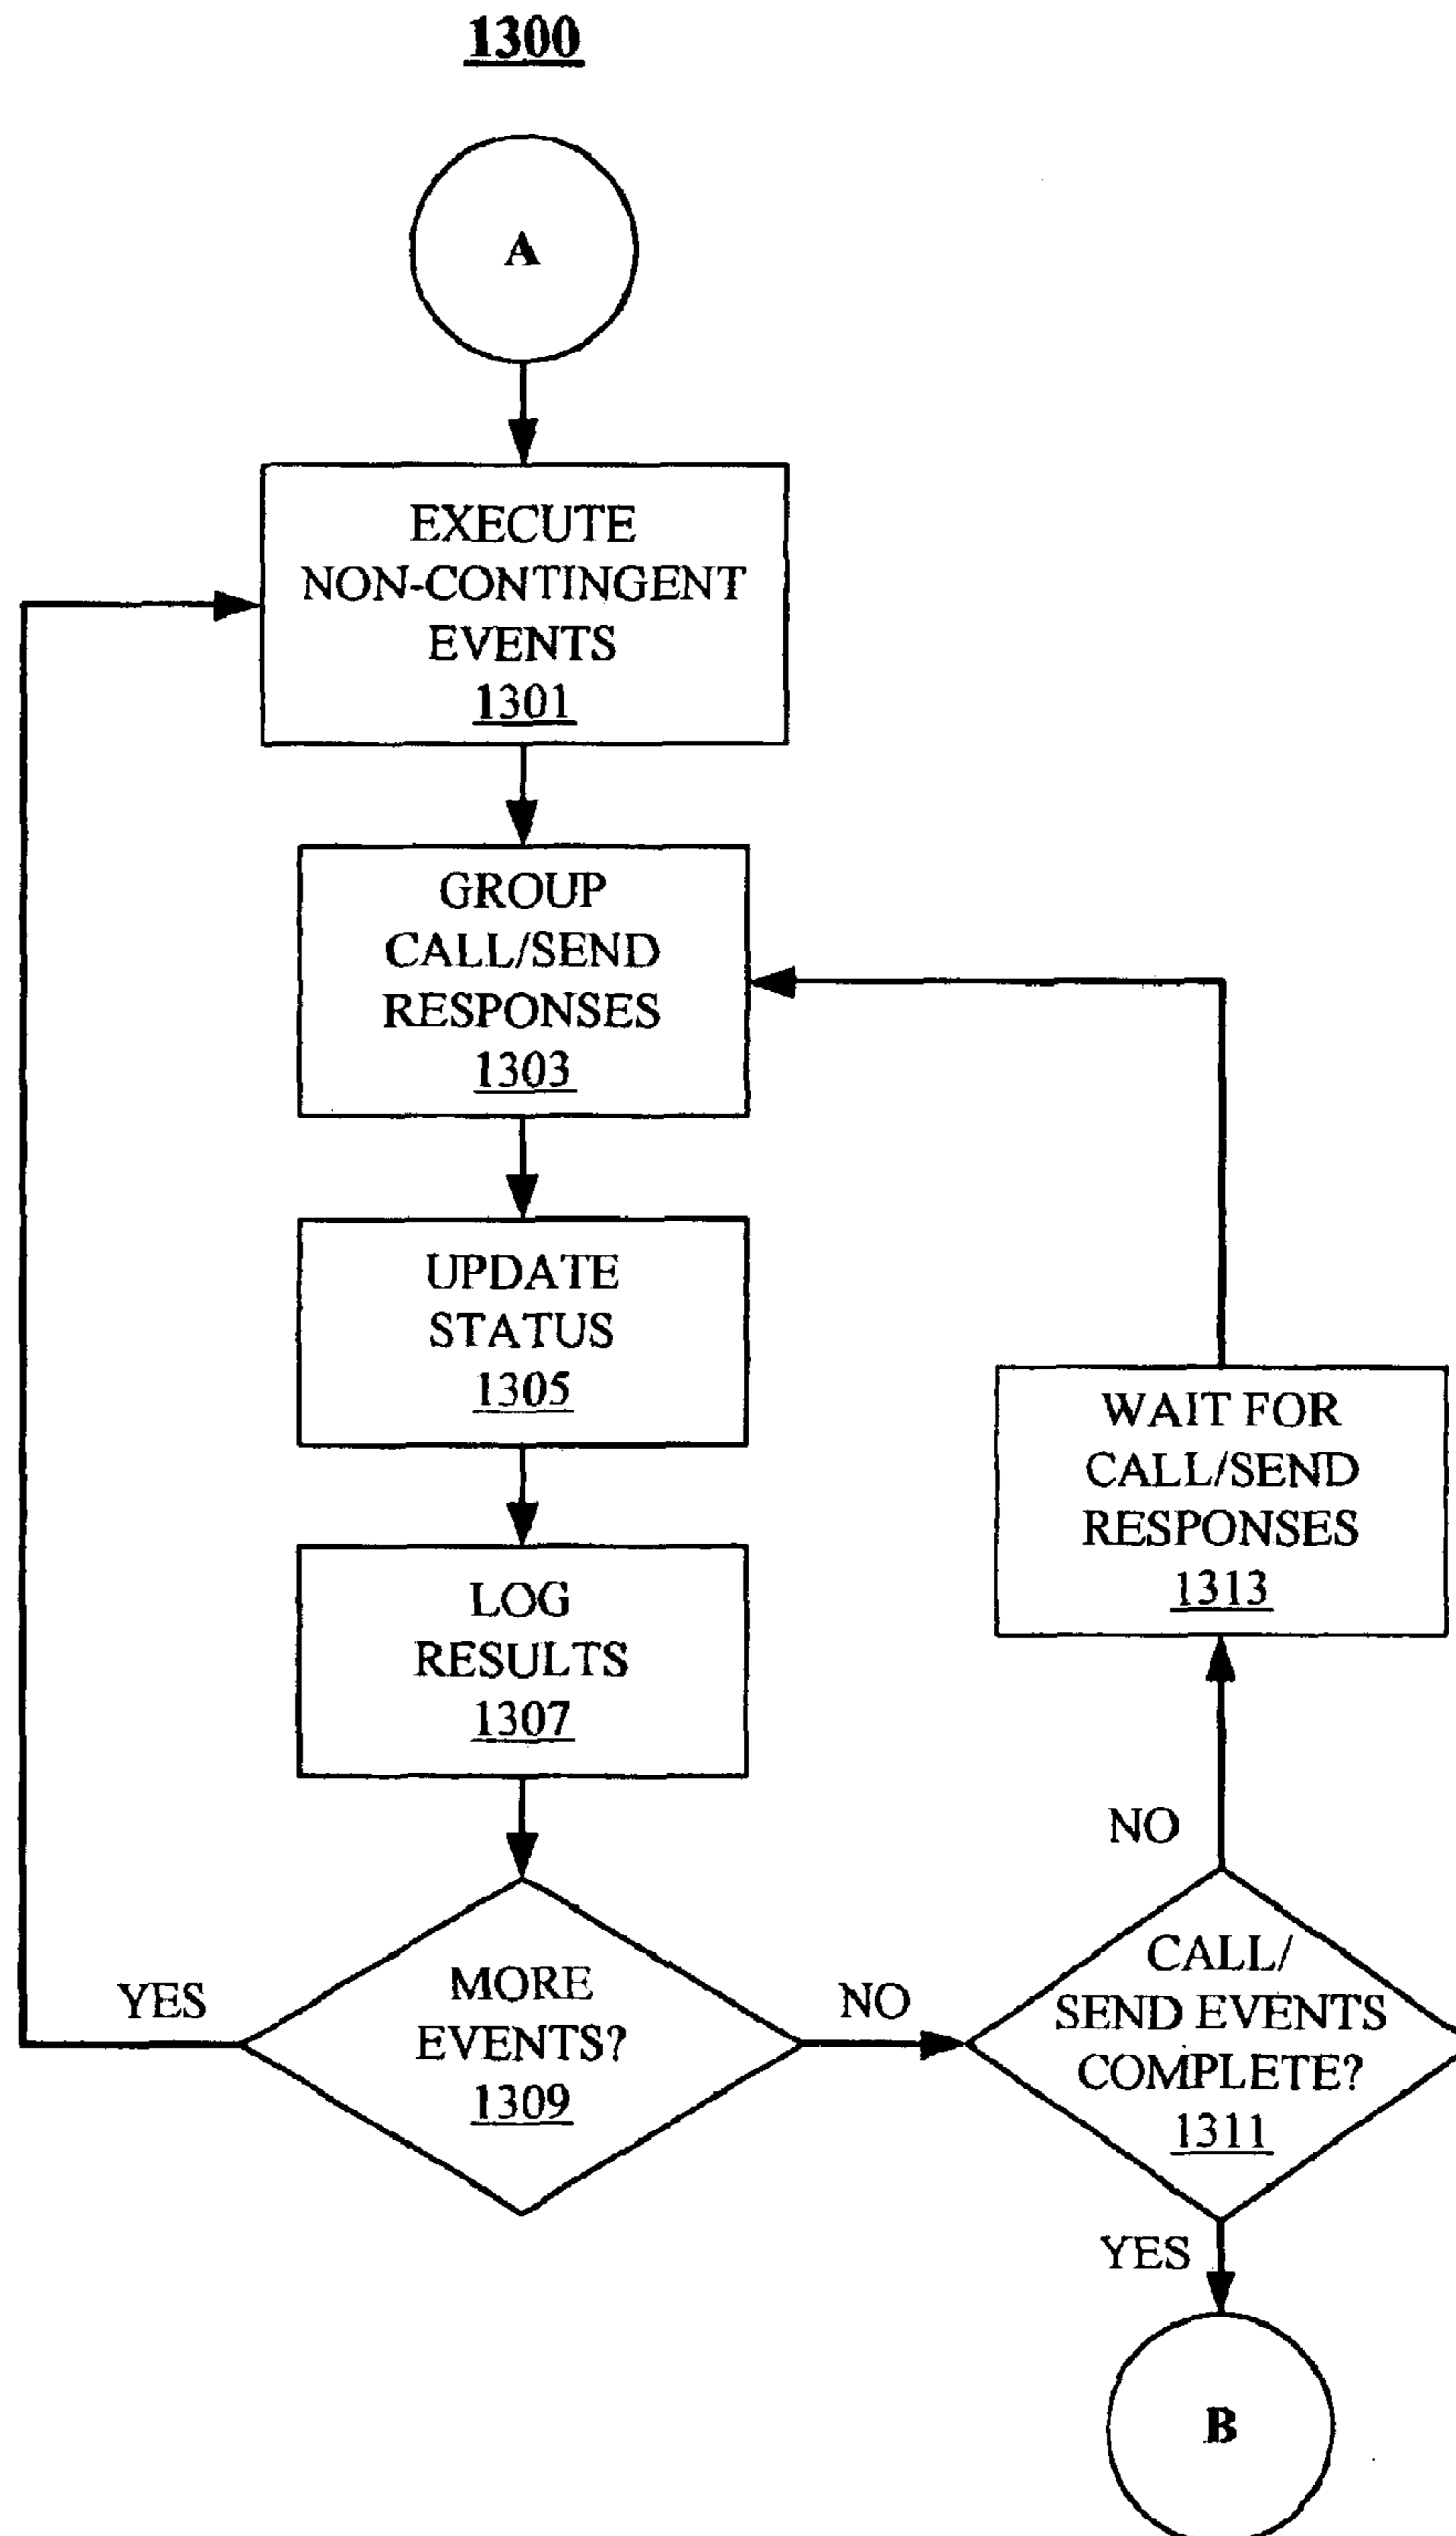 1300
A
EXECUTE
NON-CONTINGENT
EVENTS
1301
GROUP
CALL/SEND
RESPONSES
1303
UPDATE
STATUS
1305
LOG
RESULTS
1307
MORE
EVENTS?
1309
YES
NO
CALL/
SEND EVENTS
COMPLETE?
1311
NO
WAIT FOR
CALL/SEND
RESPONSES
1313
YES
B